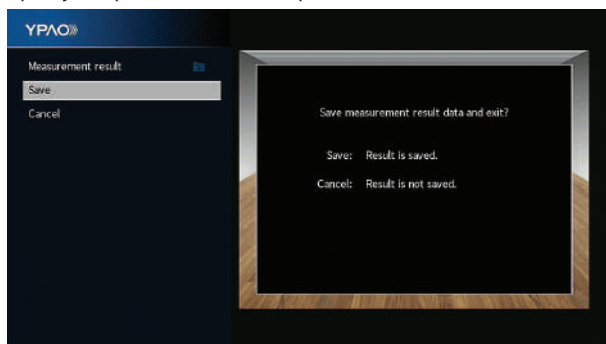 YPAO
Measurement result
Save
Cancel
Save measurement result data and exit?
Save: Result is saved.
Cancel: Result is not saved.